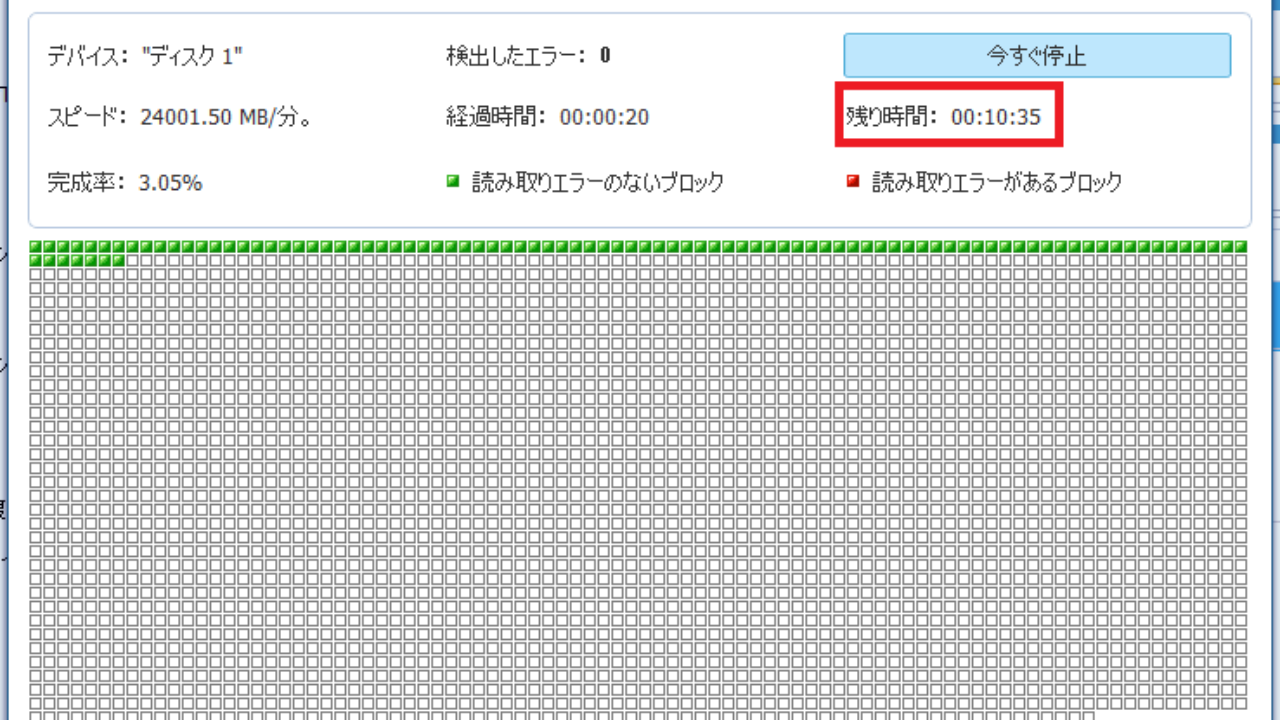 デバイス: "ディスク 1"
検出したエラー: 0
今すぐ停止
スピード: 24001.50 MB/分。
経過時間: 00:00:20
残り時間: 00:10:35
完成率: 3.05%
読み取りエラーのないブロック
読み取りエラーがあるブロック